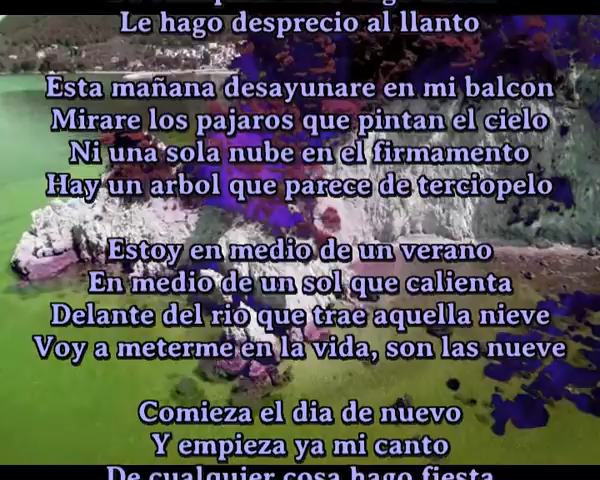 Le hago desprecio al llanto
Esta mañana desayunare en mi balcon
Mirare los pajaros que pintan el cielo
Ni una sola nube en el firmamento
Hay un arbol que parece de terciopelo
Estoy en medio de un verano
En medio de un sol que calienta
Delante del rio que trae aquella nieve
Voy a meterme en la vida, son las nueve
Comieza el dia de nuevo
Y empieza ya mi canto
De cualquier cosa hago fiesta